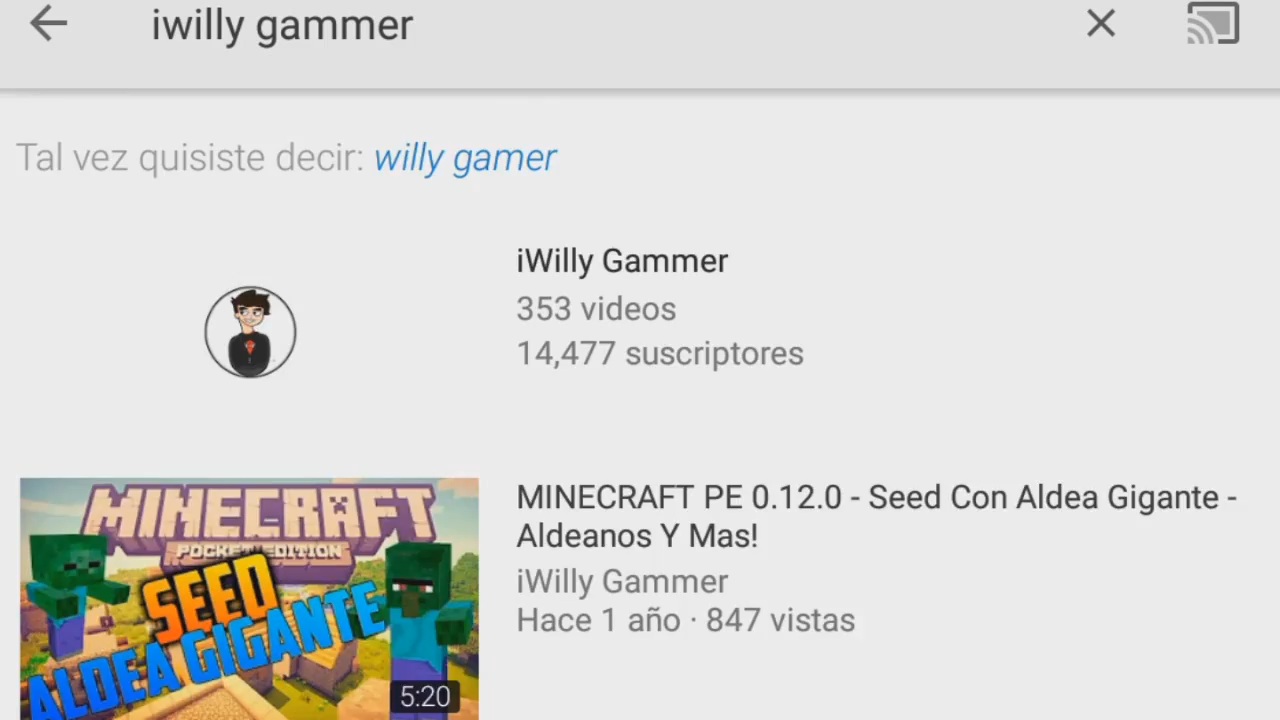 iwilly gammer
Tal vez quisiste decir: willy gamer
iWilly Gammer
353 videos
14,477 suscriptores
MINECRAFT
POCKET EDITION
SEED
ALDEA GIGANTE
5:20
MINECRAFT PE 0.12.0 - Seed Con Aldea Gigante -
Aldeanos Y Mas!
iWilly Gammer
Hace 1 año · 847 vistas